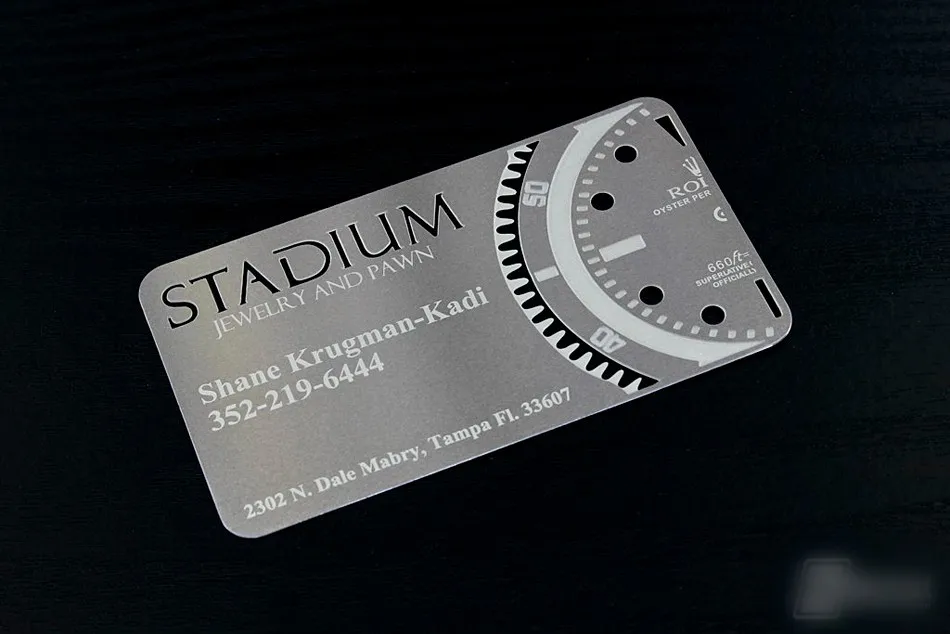 STADIUM
JEWELRY AND PAWN
Shane Krugman-Kadi
352-219-6444
2302 N. Dale Mabry, Tampa Fl. 33607
50
40
ROL
OYSTER PER
660ft=
SUPERLATIVE
OFFICIALLY